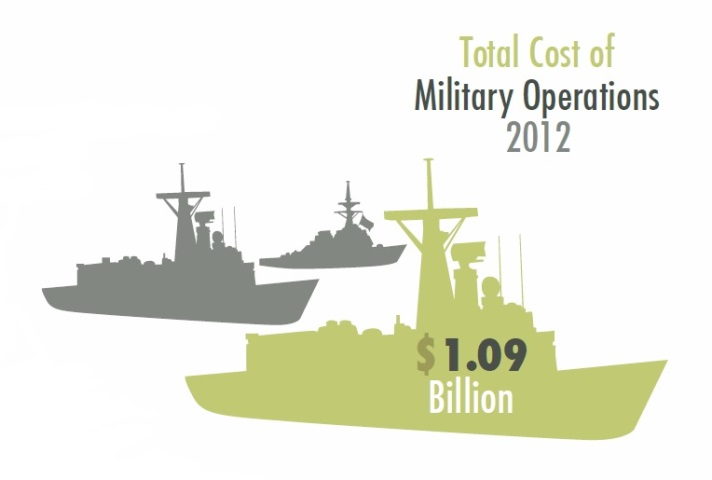 Total Cost of
Military Operations
2012
$1.09
Billion